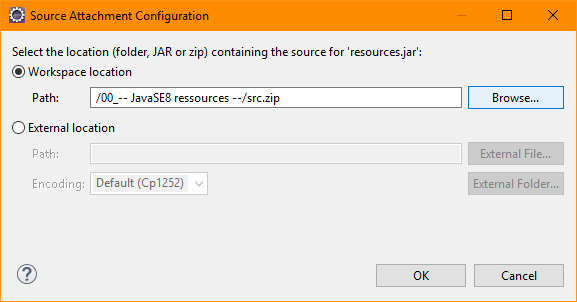 Source Attachment Configuration
Select the location (folder, JAR or zip) containing the source for 'resources.jar':
Workspace location
Path: /00_-- JavaSE8 ressources --/src.zip Browse...
External location
Path: External File...
Encoding: Default (Cp1252) External Folder...
? OK Cancel